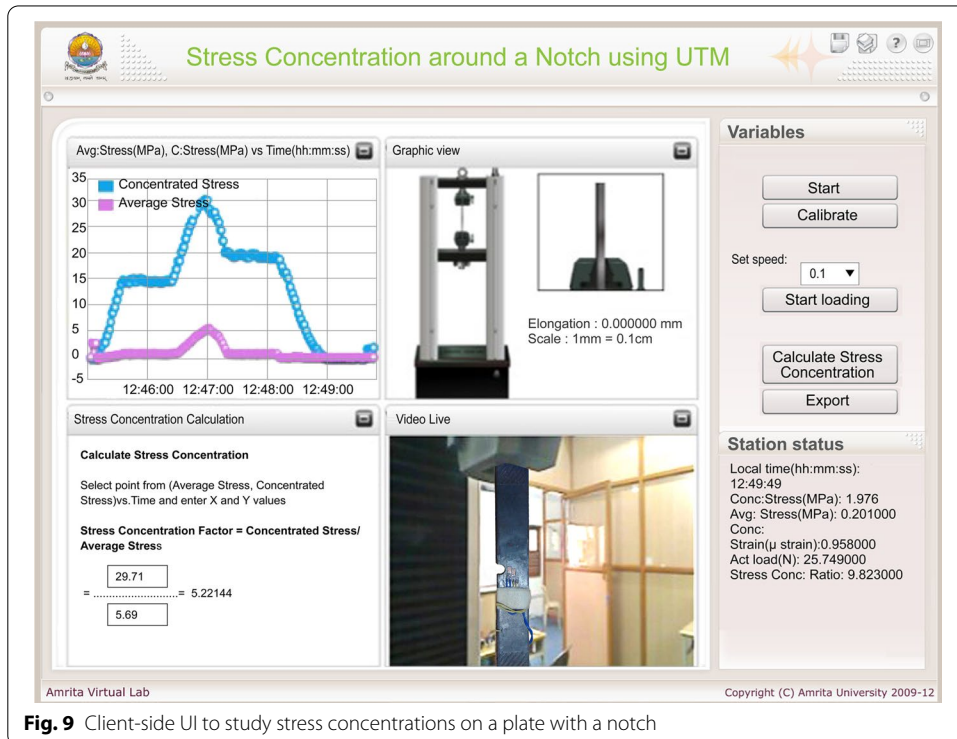 Stress Concentration around a Notch using UTM
?
Avg:Stress(MPa), C:Stress(MPa) vs Time(hh:mm:ss)
35
30
25
20
15
10
5
0
-5
Concentrated Stress
Average Stress
12:46:00 12:47:00 12:48:00 12:49:00
Graphic view
Elongation : 0.000000 mm
Scale : 1mm = 0.1cm
Stress Concentration Calculation
Calculate Stress Concentration
Select point from (Average Stress, Concentrated
Stress)vs.Time and enter X and Y values
Stress Concentration Factor = Concentrated Stress/
Average Stress
29.71
= ...........................= 5.22144
5.69
Video Live
Variables
Start
Calibrate
Set speed:
0.1
Start loading
Calculate Stress
Concentration
Export
Station status
Local time(hh:mm:ss):
12:49:49
Conc:Stress(MPa): 1.976
Avg: Stress(MPa): 0.201000
Conc:
Strain(μ strain):0.958000
Act load(N): 25.749000
Stress Conc: Ratio: 9.823000
Amrita Virtual Lab
Copyright (C) Amrita University 2009-12
Fig. 9 Client-side UI to study stress concentrations on a plate with a notch